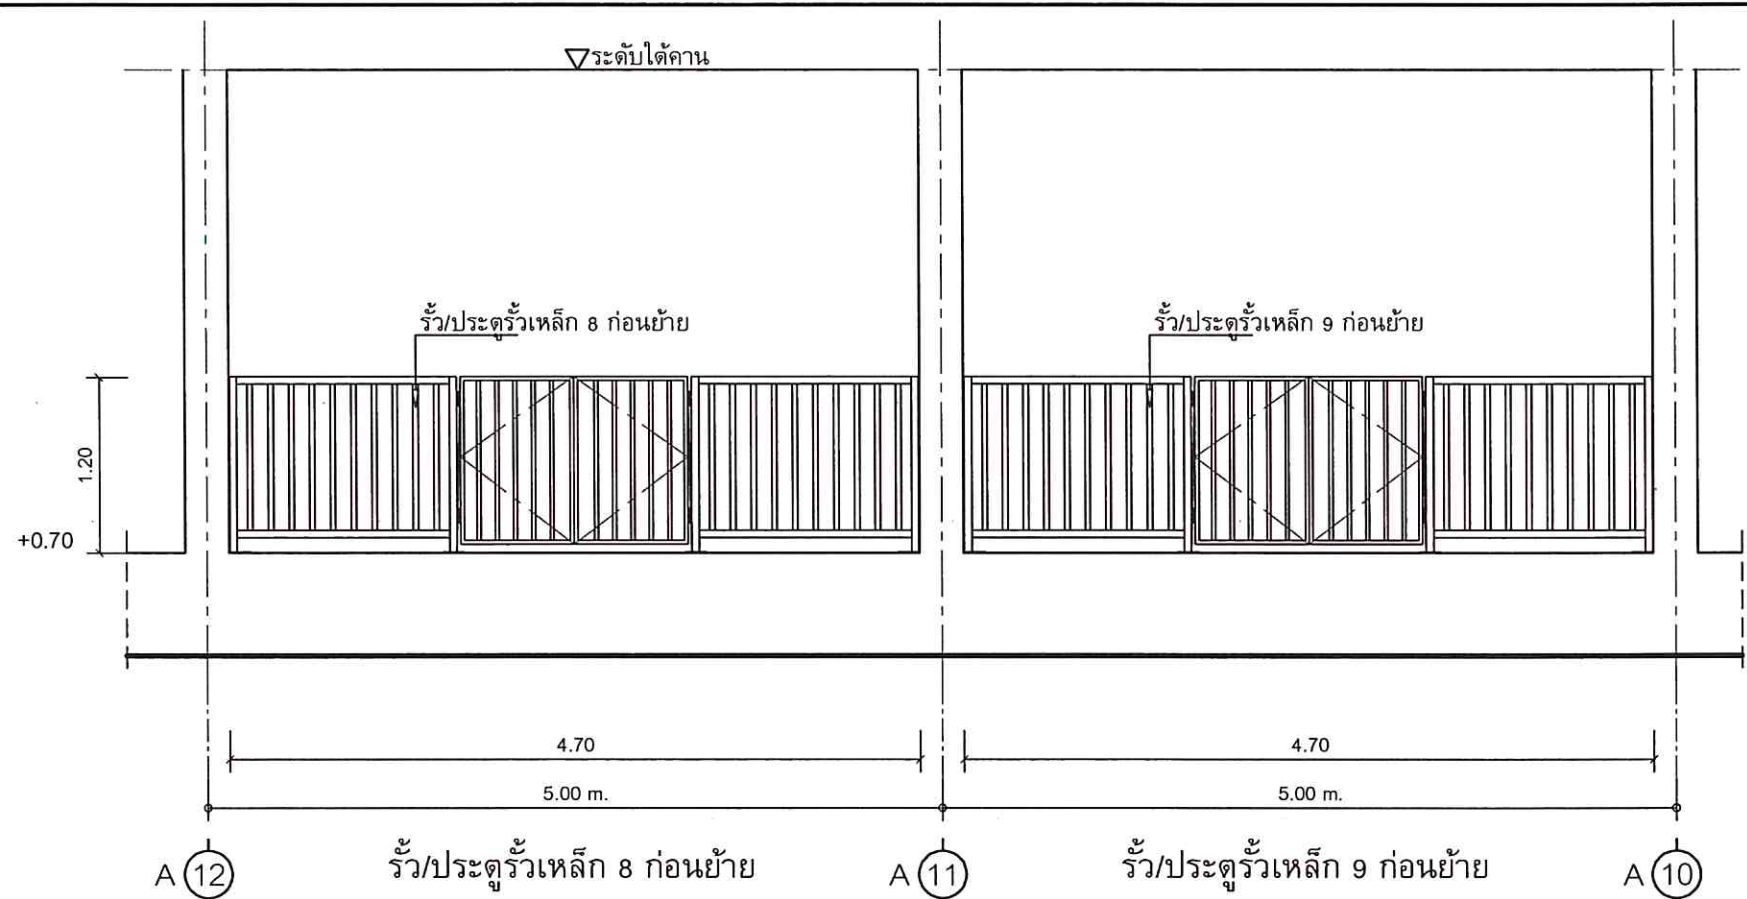 ระดับใต้คาน
รั้ว/ประตูรั้วเหล็ก 8 ก่อนย้าย
รั้ว/ประตูรั้วเหล็ก 9 ก่อนย้าย
1.20
+0.70
4.70
4.70
5.00 m.
5.00 m.
A 12
รั้ว/ประตูรั้วเหล็ก 8 ก่อนย้าย
A 11
รั้ว/ประตูรั้วเหล็ก 9 ก่อนย้าย
A 10